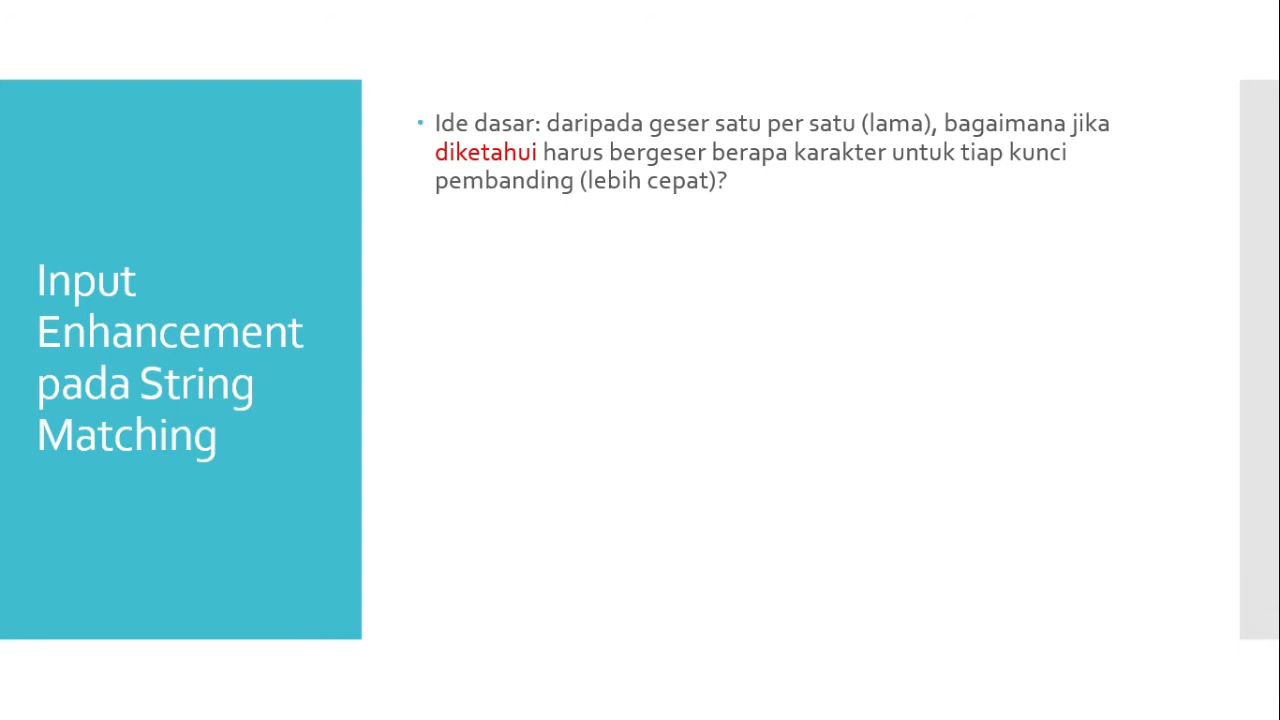 Input
Enhancement
pada String
Matching
• Ide dasar: daripada geser satu per satu (lama), bagaimana jika
diketahui harus bergeser berapa karakter untuk tiap kunci
pembanding (lebih cepat)?